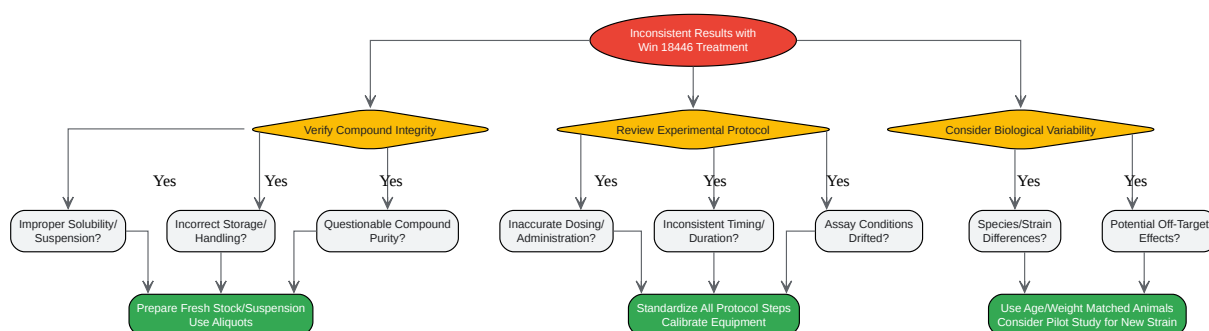 Inconsistent Results with
Win 18446 Treatment
Verify Compound Integrity
Review Experimental Protocol
Consider Biological Variability
Yes
Yes
Yes
Yes
Yes
Yes
Yes
Yes
Improper Solubility/
Suspension?
Incorrect Storage/
Handling?
Questionable Compound
Purity?
Inaccurate Dosing/
Administration?
Inconsistent Timing/
Duration?
Assay Conditions
Drifted?
Species/Strain
Differences?
Potential Off-Target
Effects?
Prepare Fresh Stock/Suspension
Use Aliquots
Standardize All Protocol Steps
Calibrate Equipment
Use Age/Weight Matched Animals
Consider Pilot Study for New Strain